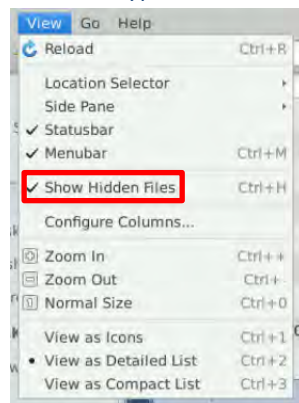 View Go Help
Reload Ctrl+R
Location Selector
Side Pane
✓ Statusbar
✓ Menubar Ctrl+M
✓ Show Hidden Files Ctrl+H
Configure Columns...
Zoom In Ctrl++
Zoom Out Ctrl+-
Normal Size Ctrl+0
View as Icons Ctrl+1
• View as Detailed List Ctrl+2
View as Compact List Ctrl+3